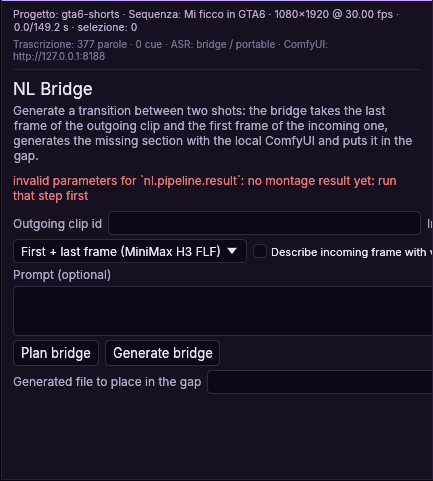 Progetto: gta6-shorts · Sequenza: Mi ficco in GTA6 · 1080×1920 @ 30.00 fps ·
0.0/149.2 s · selezione: 0
Trascrizione: 377 parole · 0 cue · ASR: bridge / portable · ComfyUI:
http://127.0.0.1:8188
NL Bridge
Generate a transition between two shots: the bridge takes the last
frame of the outgoing clip and the first frame of the incoming one,
generates the missing section with the local ComfyUI and puts it in the
gap.
invalid parameters for `nl.pipeline.result`: no montage result yet: run
that step first
Outgoing clip id
First + last frame (MiniMax H3 FLF) Describe incoming frame with
Prompt (optional)
Plan bridge Generate bridge
Generated file to place in the gap